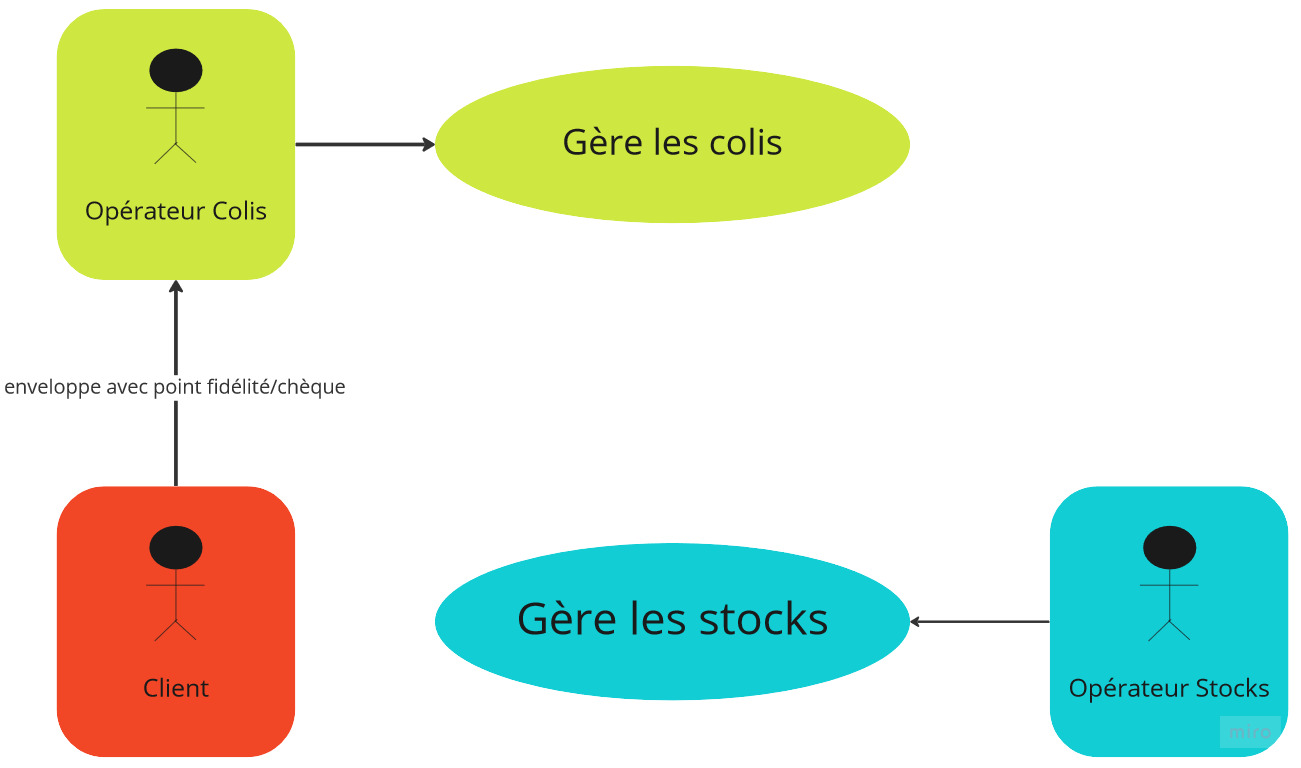 Gère les colis
Opérateur Colis
enveloppe avec point fidélité/chèque
Gère les stocks
Client
Opérateur Stocks
miro